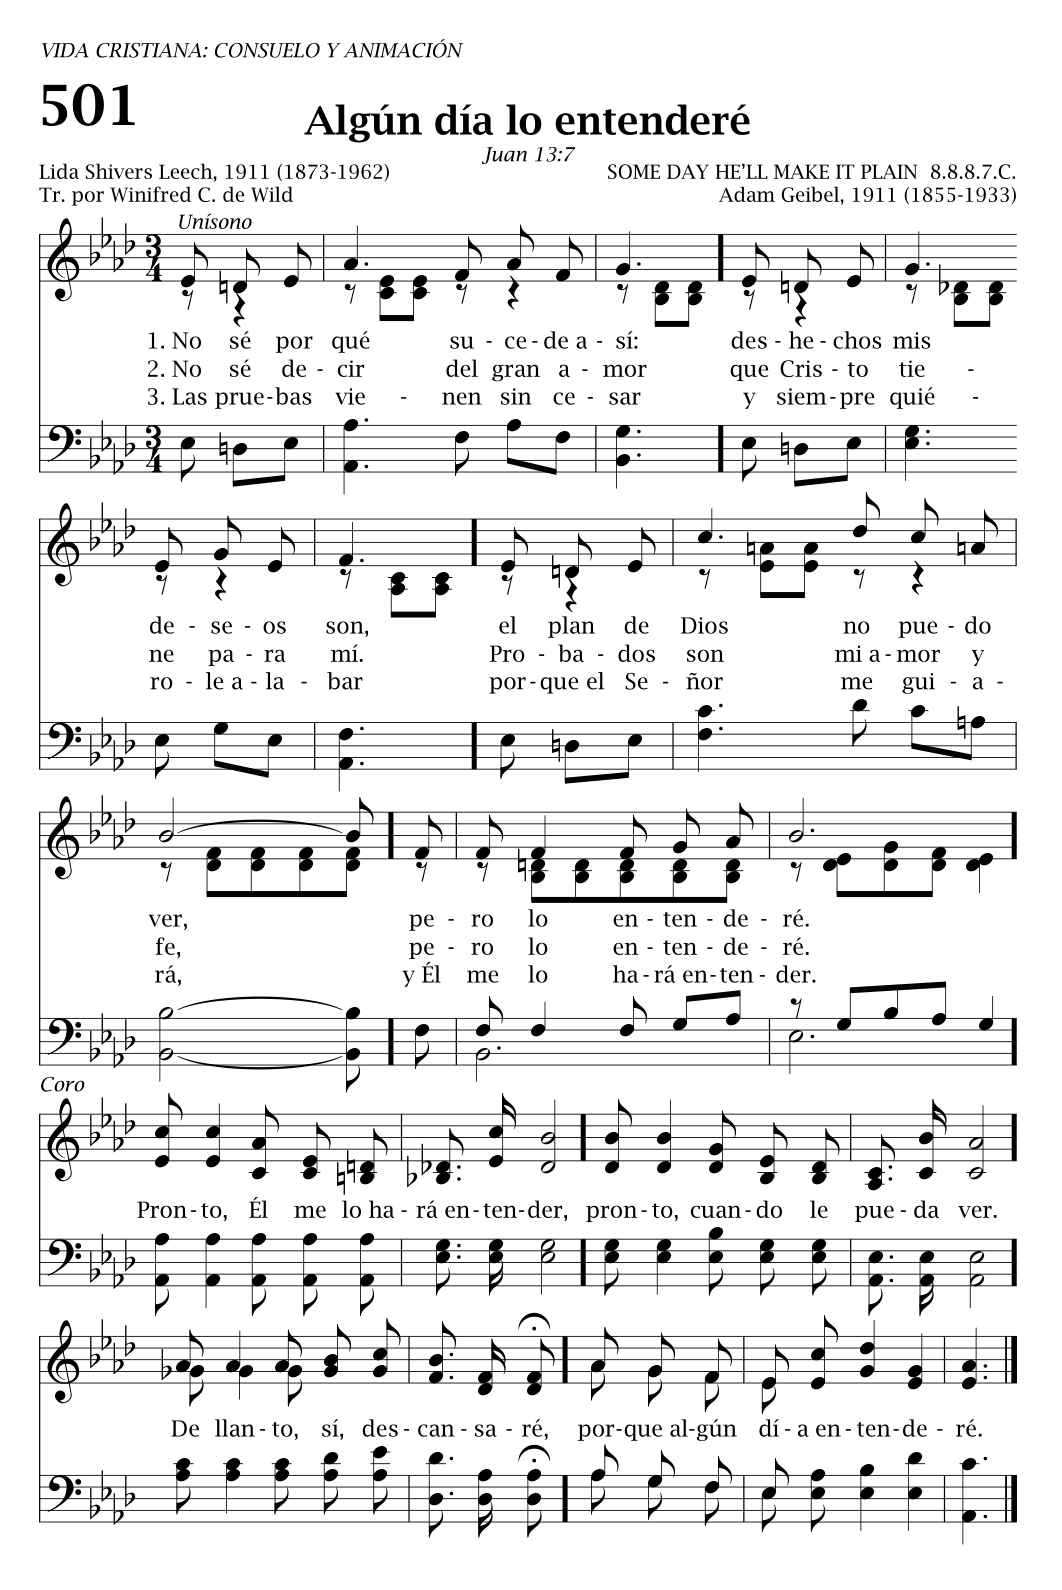 VIDA CRISTIANA: CONSUELO Y ANIMACIÓN
501
Algún día lo entenderé
Juan 13:7
Lida Shivers Leech, 1911 (1873-1962) SOME DAY HE'LL MAKE IT PLAIN 8.8.8.7.C.
Tr. por Winifred C. de Wild Adam Geibel, 1911 (1855-1933)
Unísono
3 4
1. No sé por qué su - ce - de a - sí: des - he - chos mis
2. No sé de - cir del gran a - mor que Cris - to tie -
3. Las prue - bas vie - nen sin ce - sar y siem - pre quié -
3 4
de - se - os son, el plan de Dios no pue - do
ne pa - ra mí. Pro - ba - dos son mi a - mor y
ro - le a - la - bar por - que el Se - ñor me gui - a -
ver, pe - ro lo en - ten - de - ré.
fe, pe - ro lo en - ten - de - ré.
rá, y Él me lo ha - rá en - ten - der.
Coro
Pron - to, Él me lo ha - rá en - ten - der, pron - to, cuan - do le pue - da ver.
De llan - to, sí, des - can - sa - ré, por - que al - gún dí - a en - ten - de - ré.